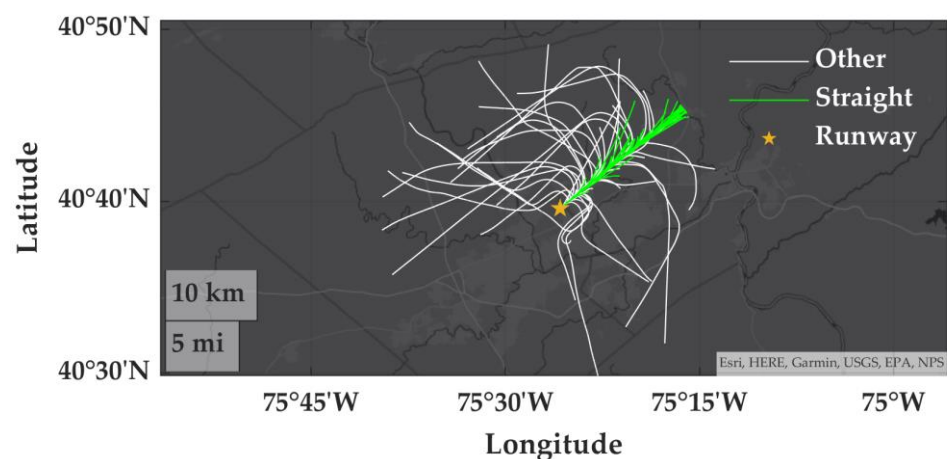 40°50'N
Other
Straight
Runway
Latitude
40°40'N
10 km
5 mi
40°30'N
Esri, HERE, Garmin, USGS, EPA, NPS
75°45'W 75°30'W 75°15'W 75°W
Longitude